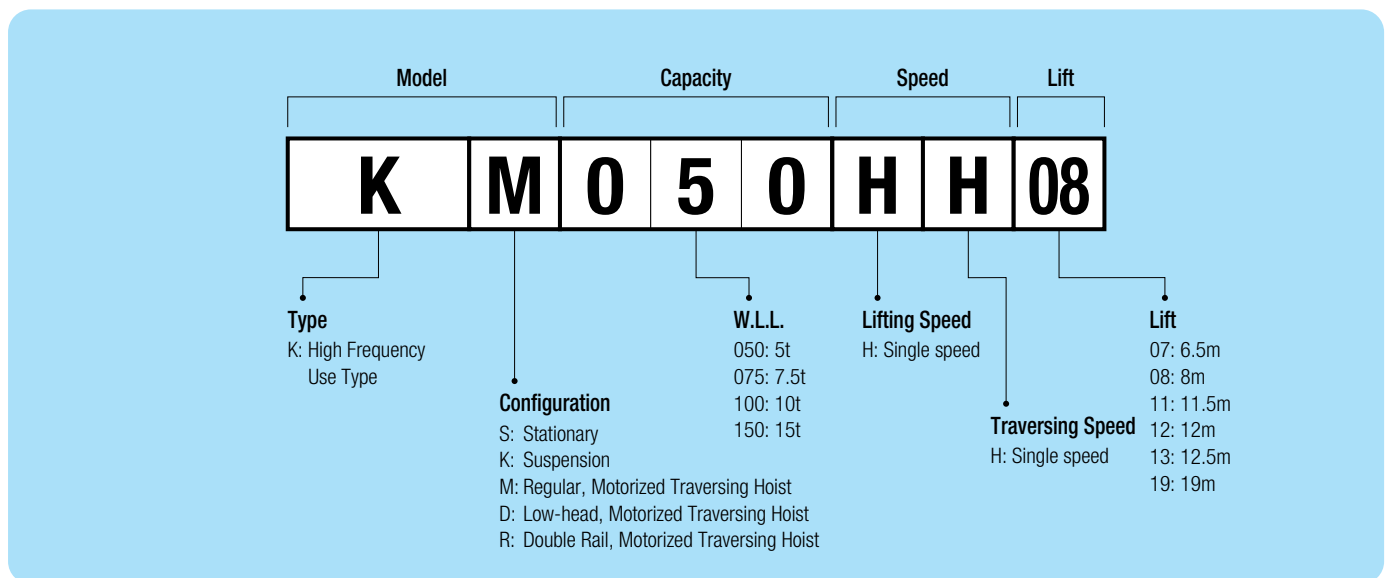 Model Capacity Speed Lift
K M 0 5 0 H H 08
Type
K: High Frequency
Use Type
Configuration
S: Stationary
K: Suspension
M: Regular, Motorized Traversing Hoist
D: Low-head, Motorized Traversing Hoist
R: Double Rail, Motorized Traversing Hoist
W.L.L.
050: 5t
075: 7.5t
100: 10t
150: 15t
Lifting Speed
H: Single speed
Traversing Speed
H: Single speed
Lift
07: 6.5m
08: 8m
11: 11.5m
12: 12m
13: 12.5m
19: 19m